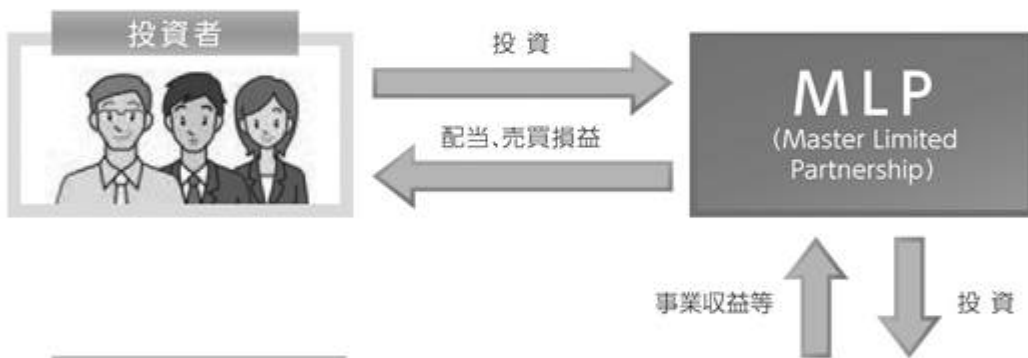 投資者
投 資
MLP
(Master Limited
Partnership)
配当、売買損益
事業収益等
投 資